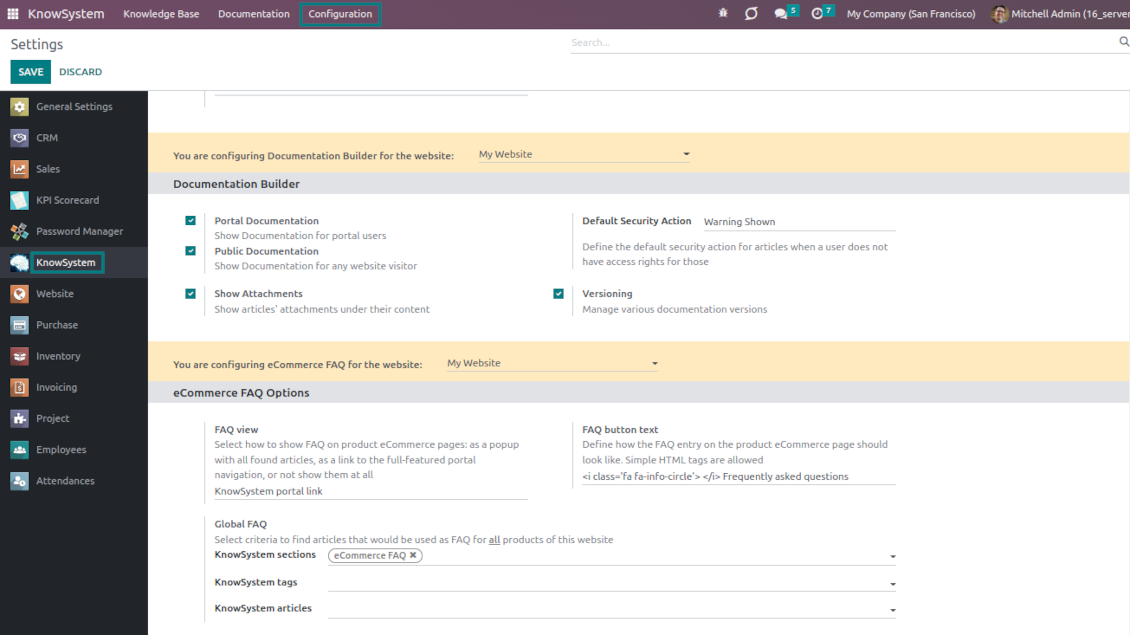 KnowSystem Knowledge Base Documentation Configuration 5 7 My Company (San Francisco) Mitchell Admin (16_server
Settings
Search...
SAVE DISCARD
General Settings
CRM
Sales
KPI Scorecard
Password Manager
KnowSystem
Website
Purchase
Inventory
Invoicing
Project
Employees
Attendances
You are configuring Documentation Builder for the website: My Website
Documentation Builder
Portal Documentation
Show Documentation for portal users
Public Documentation
Show Documentation for any website visitor
Default Security Action Warning Shown
Define the default security action for articles when a user does not
have access rights for those
Show Attachments
Show articles' attachments under their content
Versioning
Manage various documentation versions
You are configuring eCommerce FAQ for the website: My Website
eCommerce FAQ Options
FAQ view
Select how to show FAQ on product eCommerce pages: as a popup
with all found articles, as a link to the full-featured portal
navigation, or not show them at all
KnowSystem portal link
FAQ button text
Define how the FAQ entry on the product eCommerce page should
look like. Simple HTML tags are allowed
<i class='fa fa-info-circle'> </i> Frequently asked questions
Global FAQ
Select criteria to find articles that would be used as FAQ for all products of this website
KnowSystem sections eCommerce FAQ ✖
KnowSystem tags
KnowSystem articles